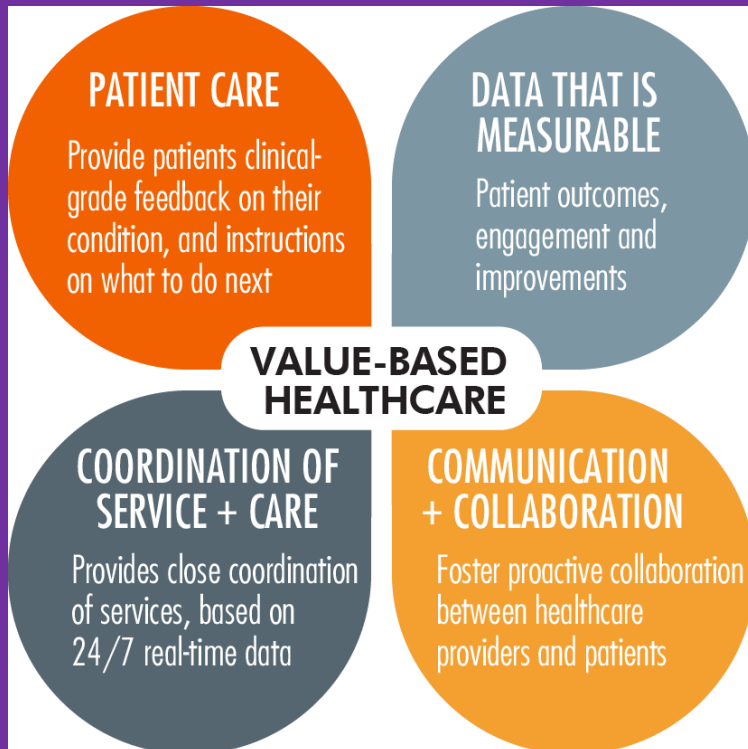 PATIENT CARE
Provide patients clinical-
grade feedback on their
condition, and instructions
on what to do next
DATA THAT IS
MEASURABLE
Patient outcomes,
engagement and
improvements
VALUE-BASED
HEALTHCARE
COORDINATION OF
SERVICE + CARE
Provides close coordination
of services, based on
24/7 real-time data
COMMUNICATION
+ COLLABORATION
Foster proactive collaboration
between healthcare
providers and patients